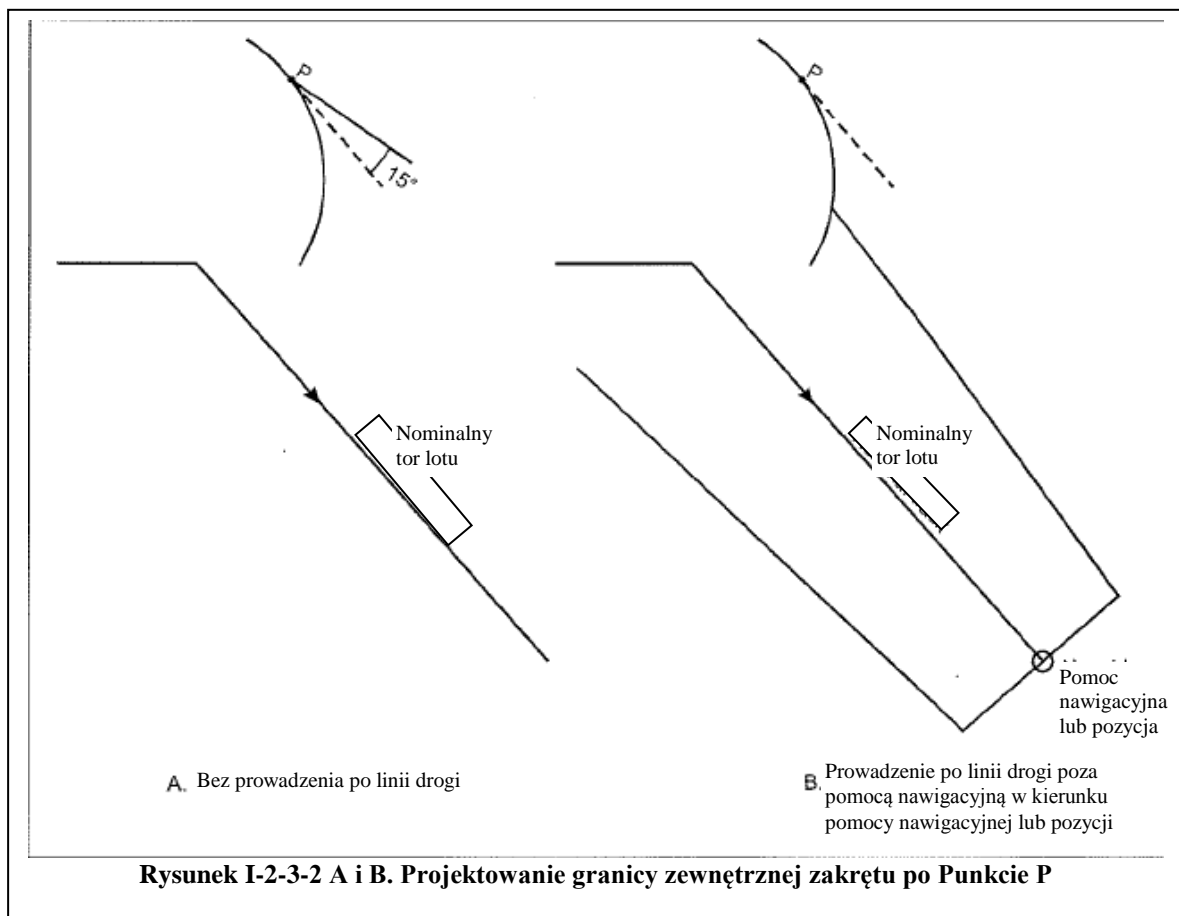 P
15°
Nominalny
tor lotu
A. Bez prowadzenia po linii drogi
P
Nominalny
tor lotu
Pomoc
nawigacyjna
lub pozycja
B. Prowadzenie po linii drogi poza
pomocą nawigacyjną w kierunku
pomocy nawigacyjnej lub pozycji
Rysunek I-2-3-2 A i B. Projektowanie granicy zewnętrznej zakrętu po Punkcie P